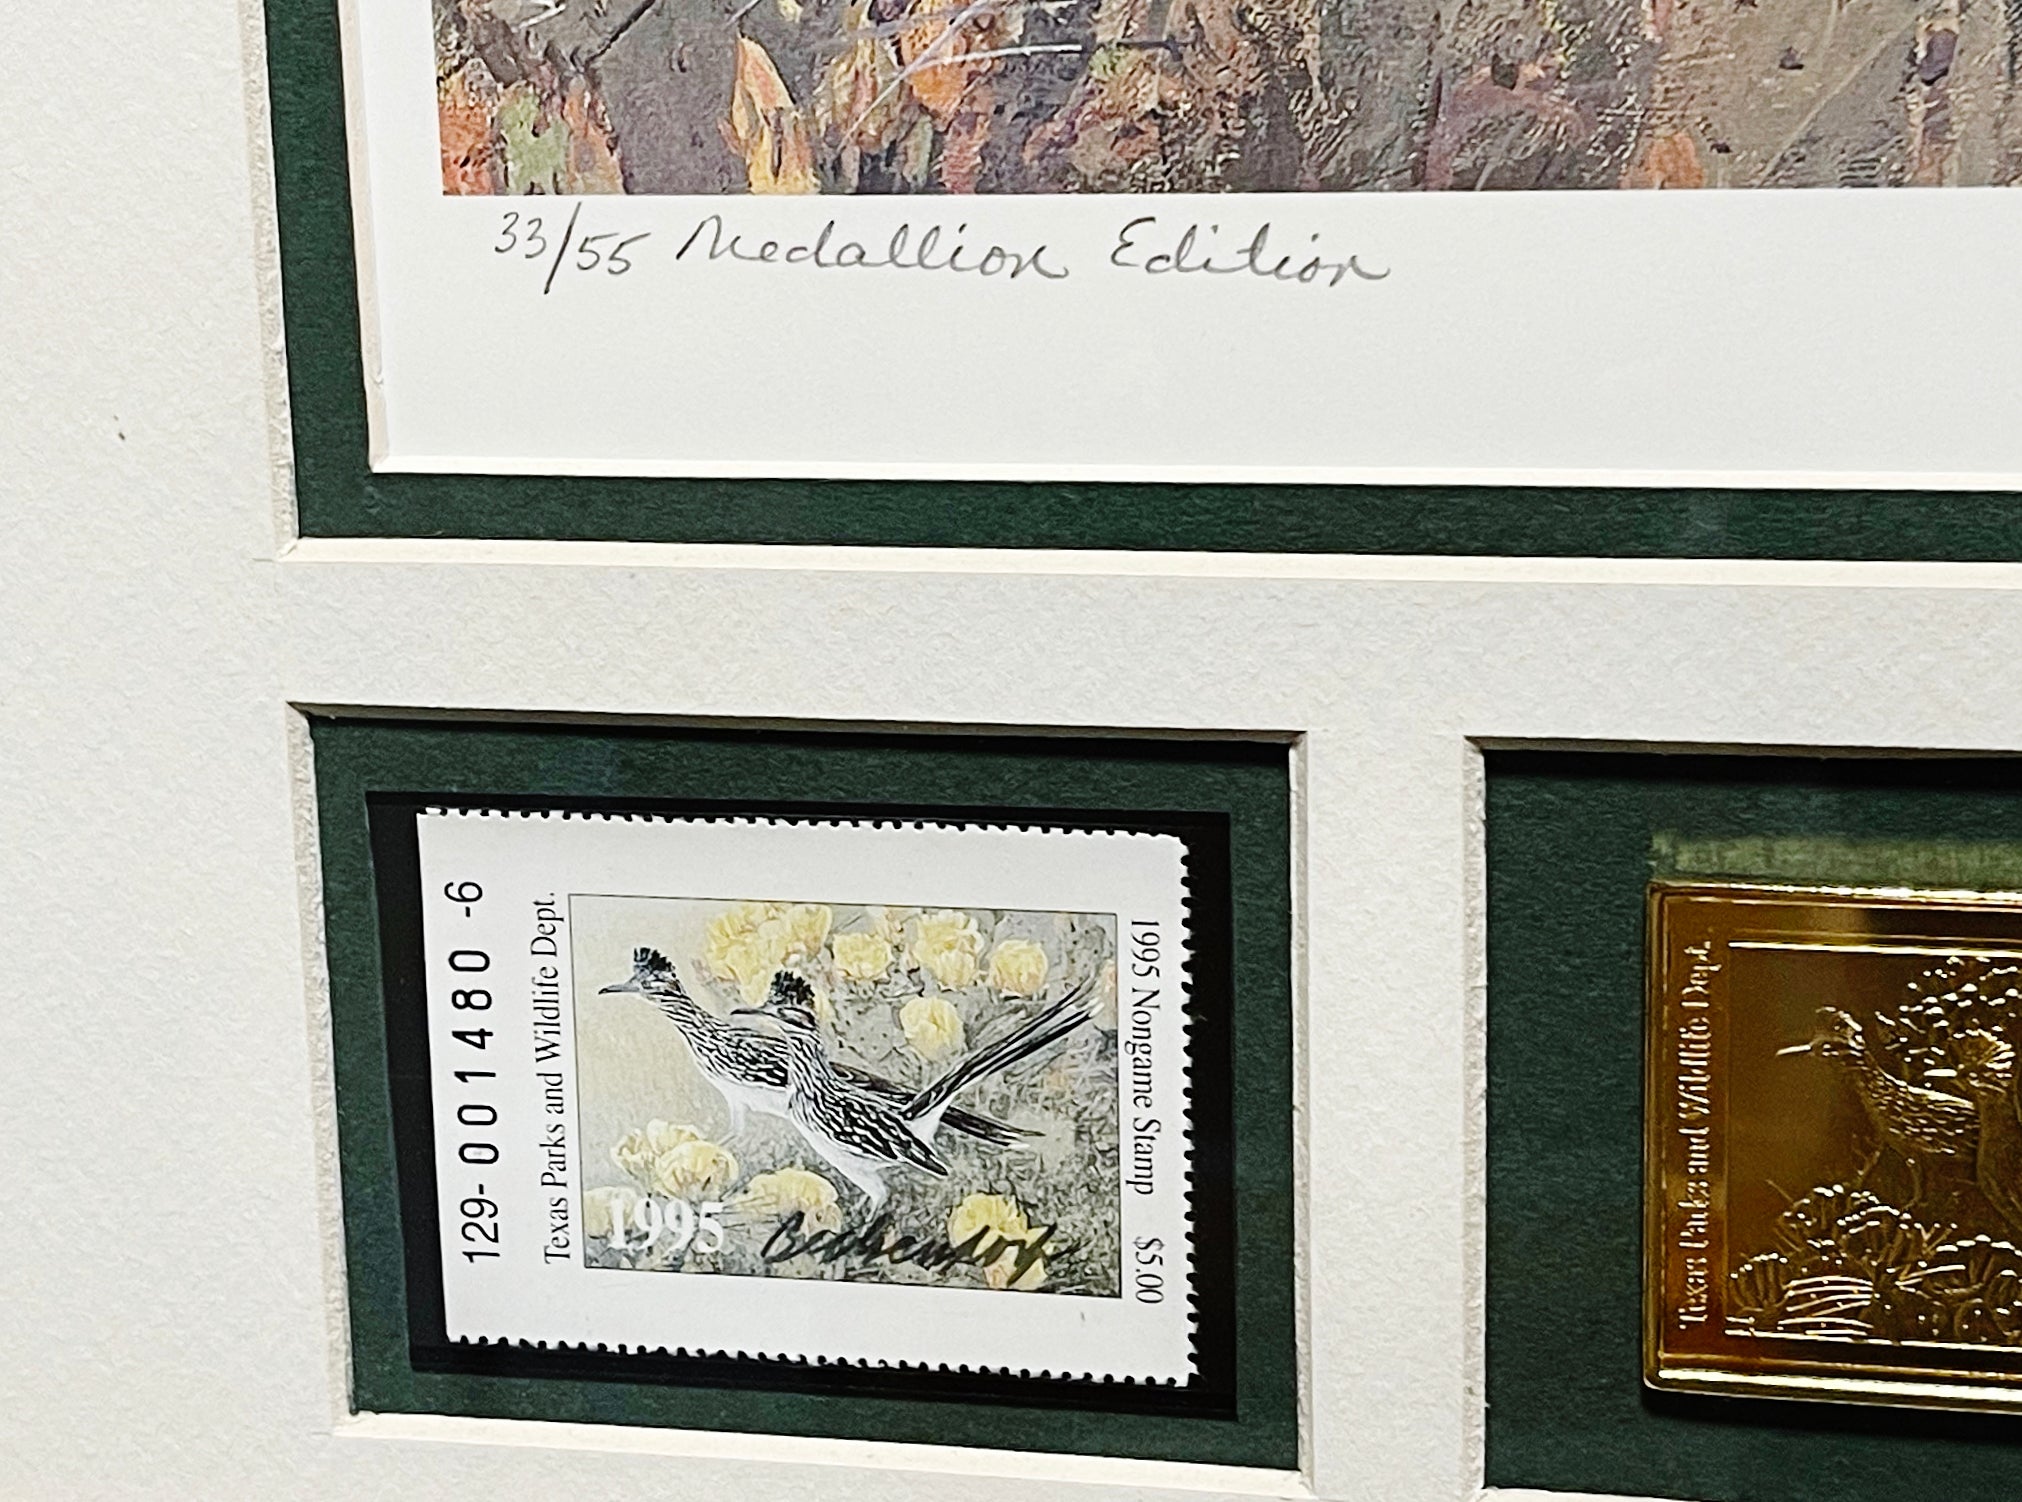 33/55 Medallion Edition
129-001480-6
Texas Parks and Wildlife Dept.
1995
1995 Nongame Stamp $5.00
Texas Parks and Wildlife Dept.